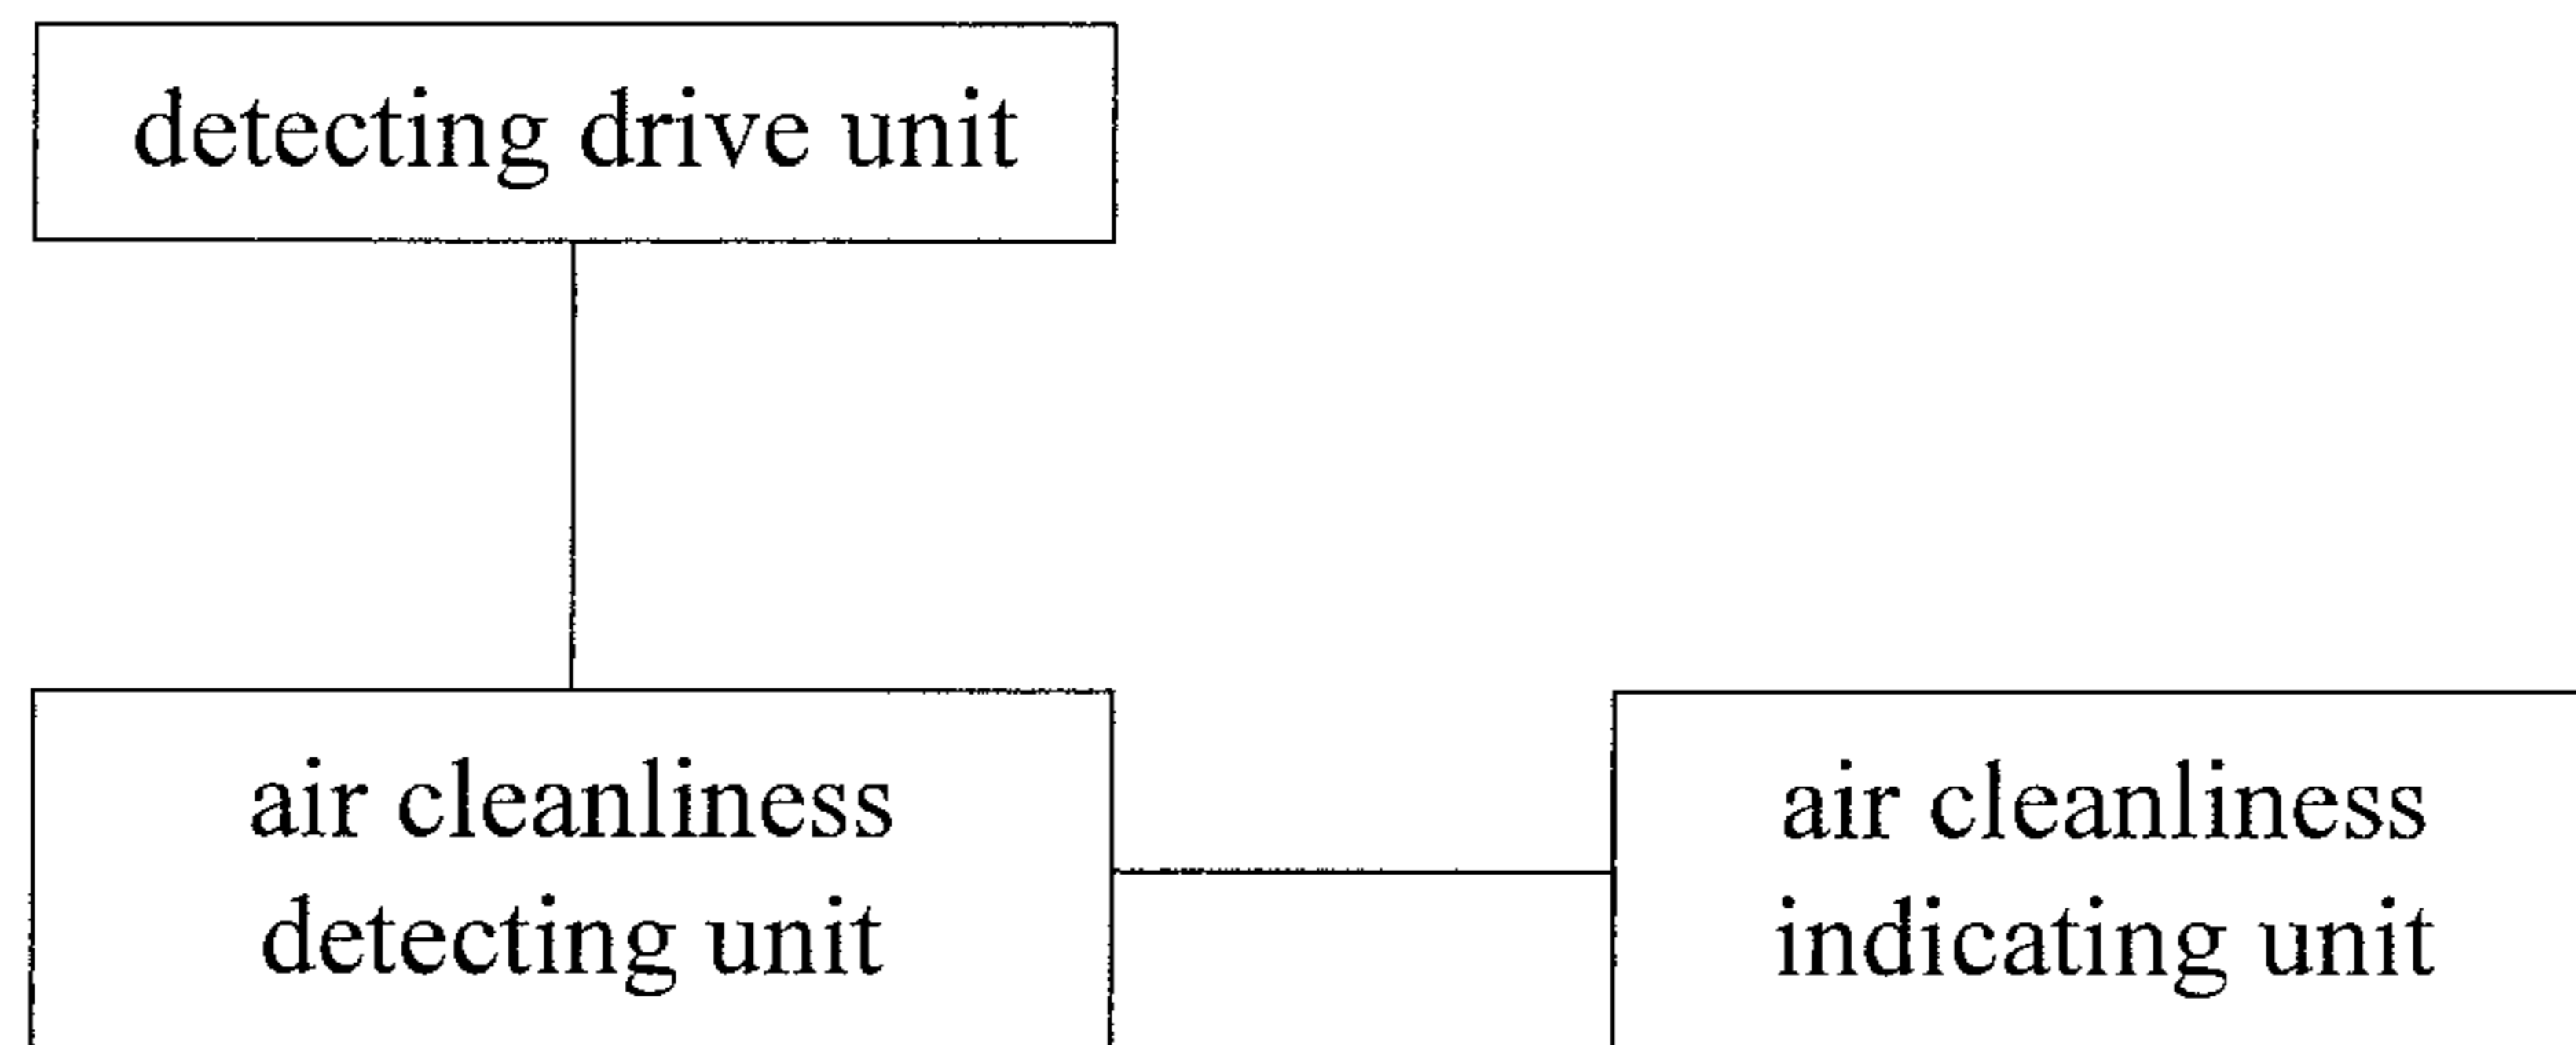 detecting drive unit
air cleanliness
detecting unit
air cleanliness
indicating unit